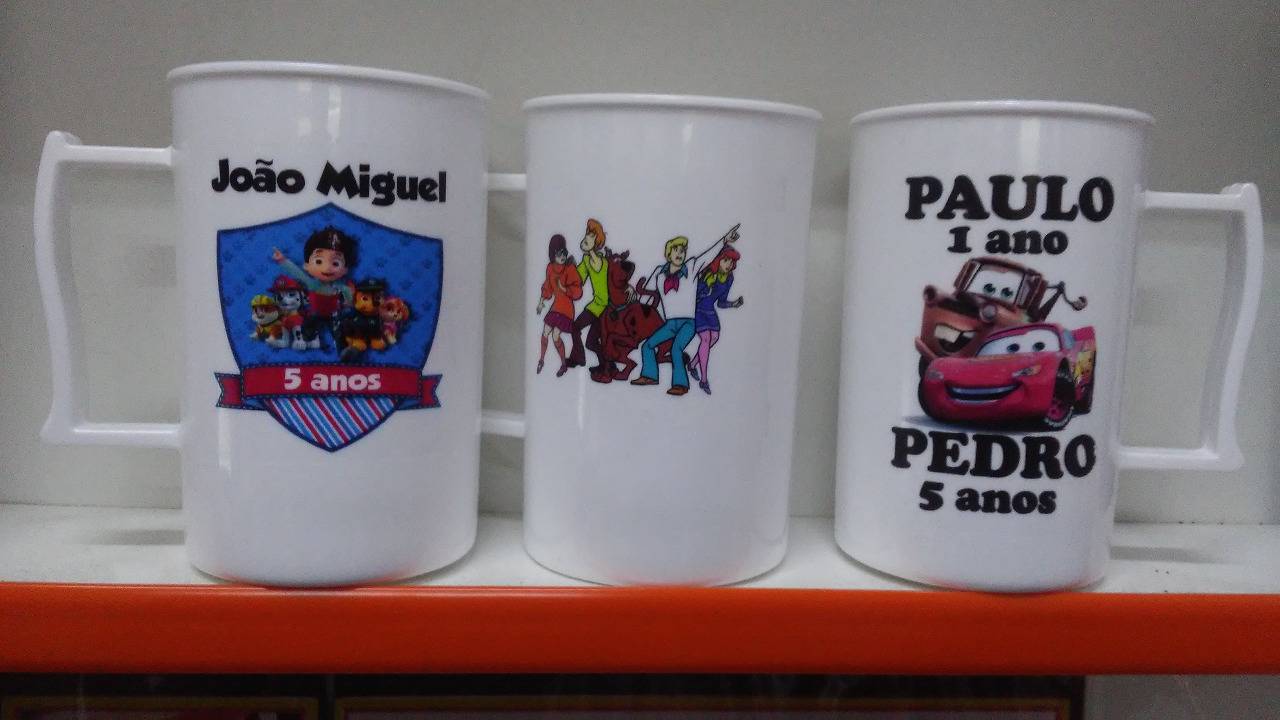 João Miguel
5 anos
PAULO
1 ano
PEDRO
5 anos